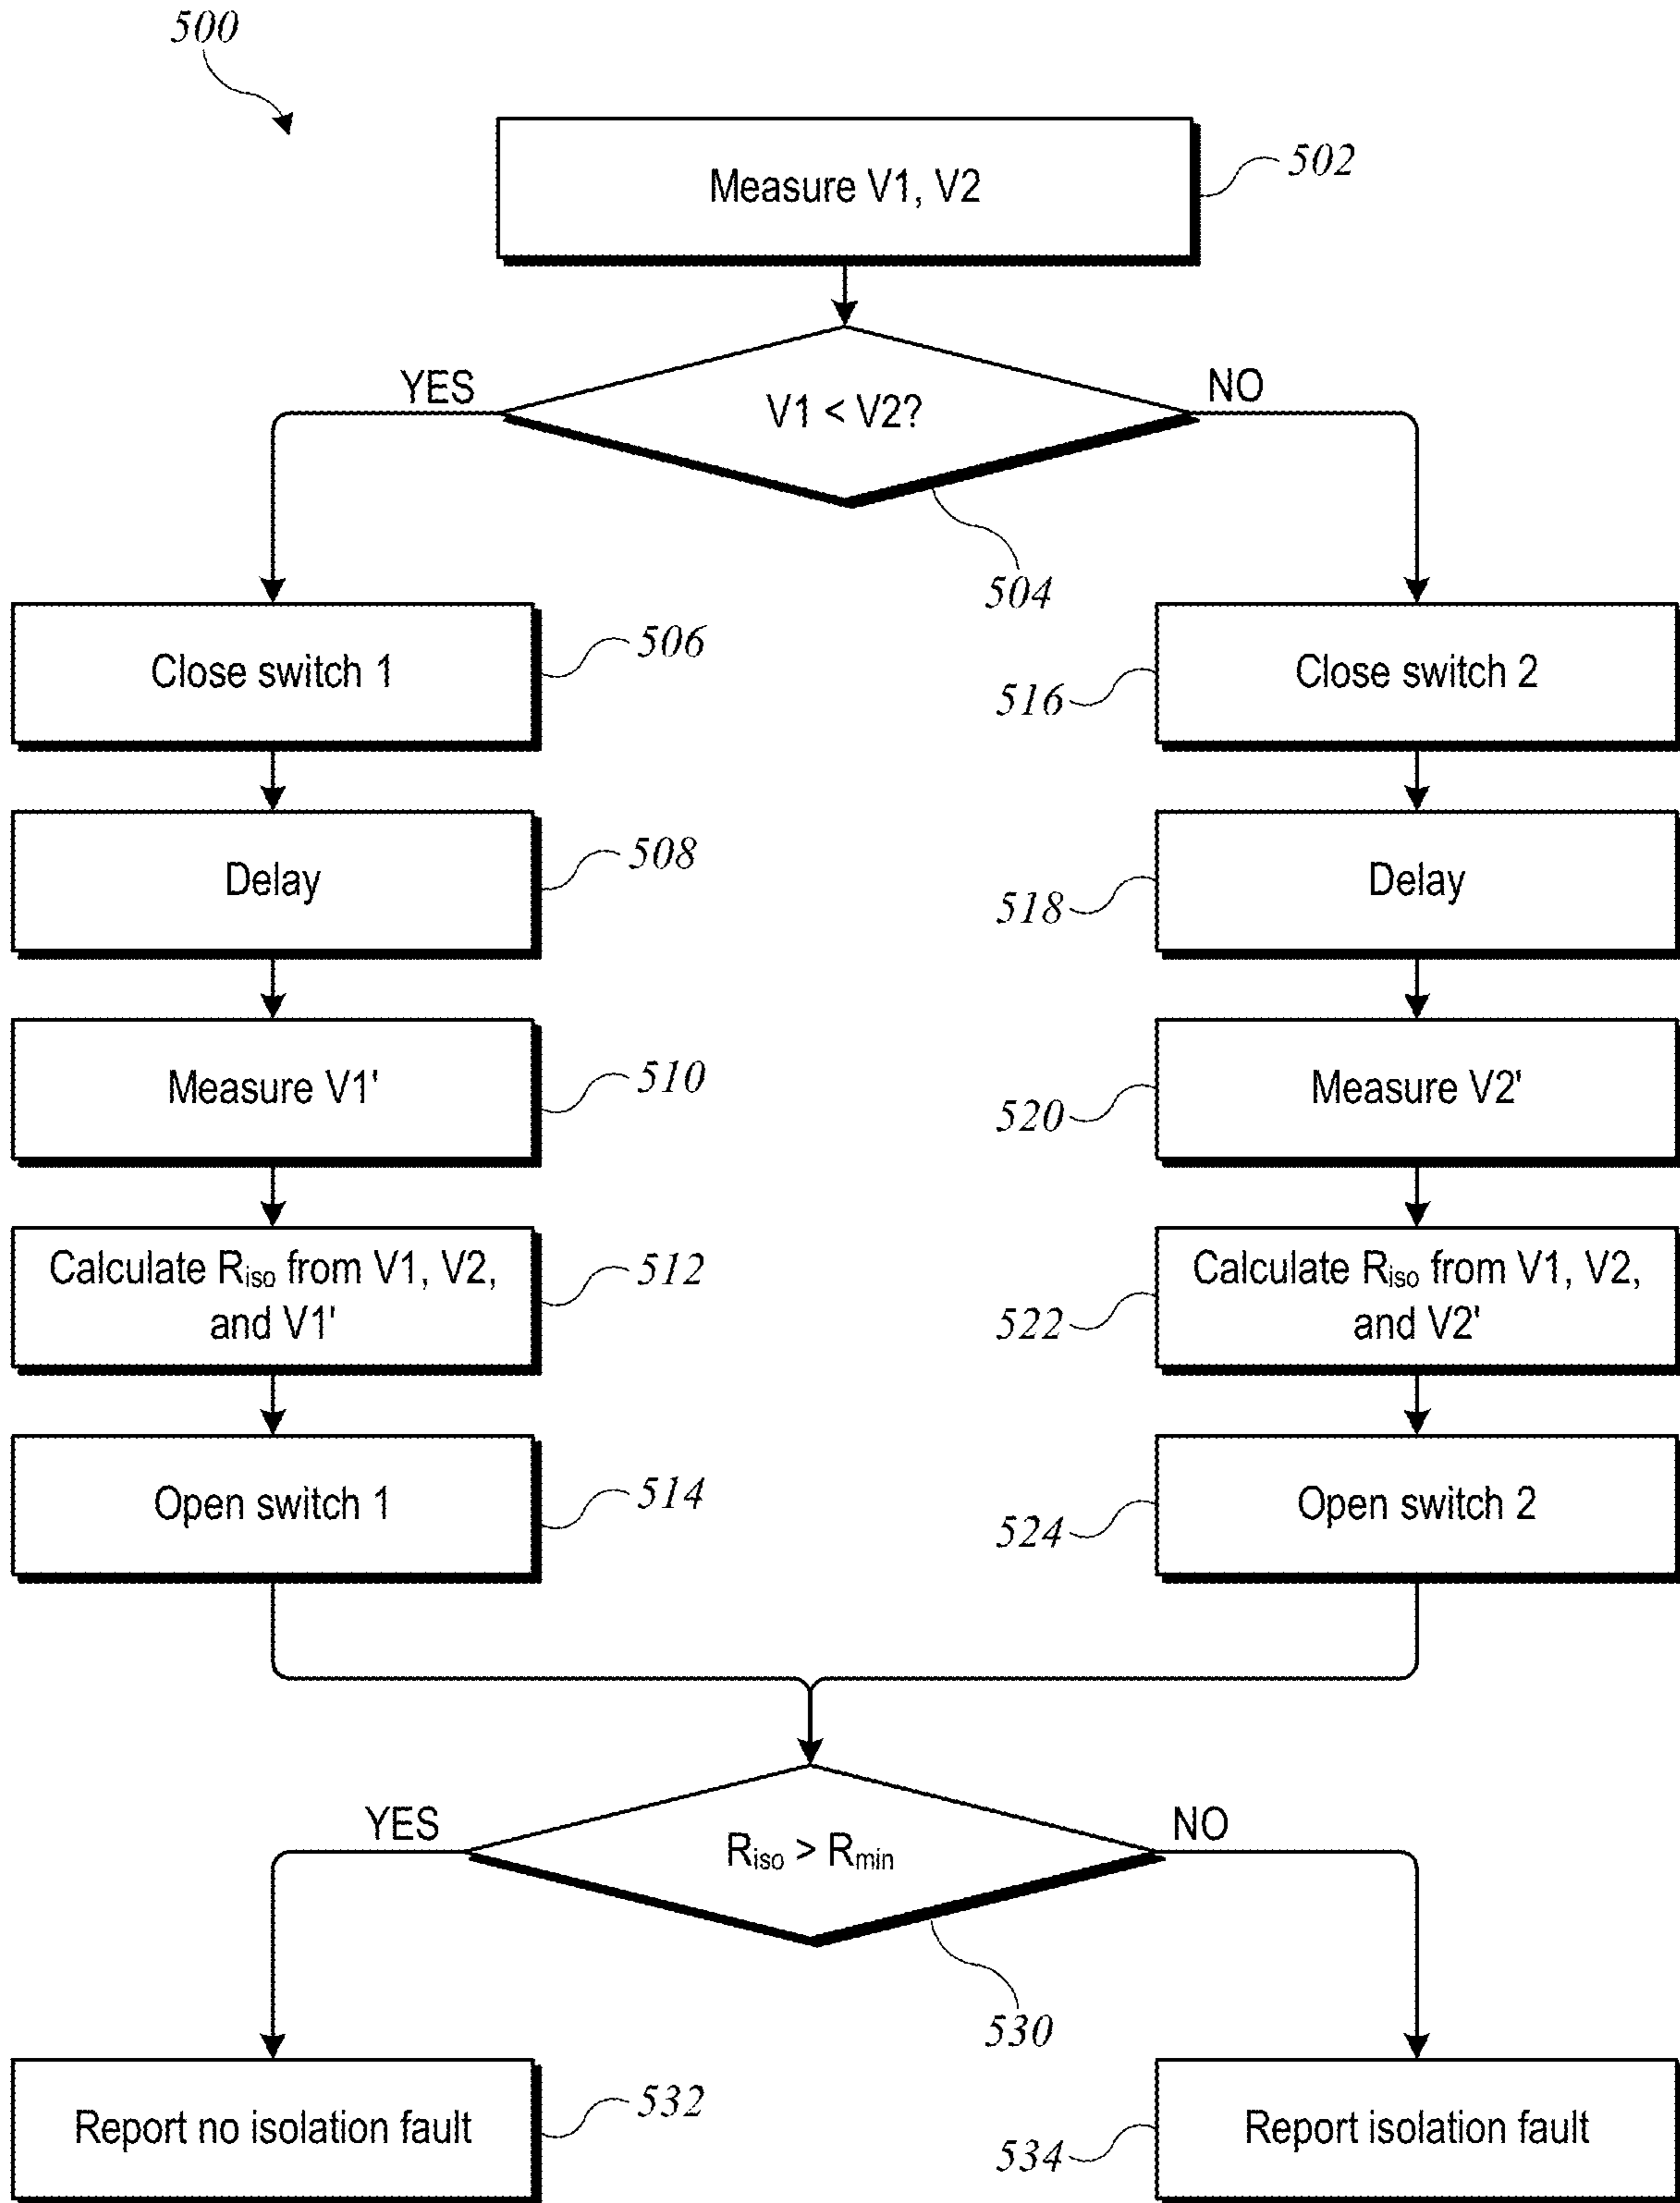 500
Measure V1, V2
502
YES
NO
V1 < V2?
504
Close switch 1
506
Close switch 2
516
Delay
508
Delay
518
Measure V1'
510
Measure V2'
520
Calculate Riso from V1, V2,
and V1'
512
Calculate Riso from V1, V2,
and V2'
522
Open switch 1
514
Open switch 2
524
YES
NO
Riso > Rmin
530
Report no isolation fault
532
Report isolation fault
534